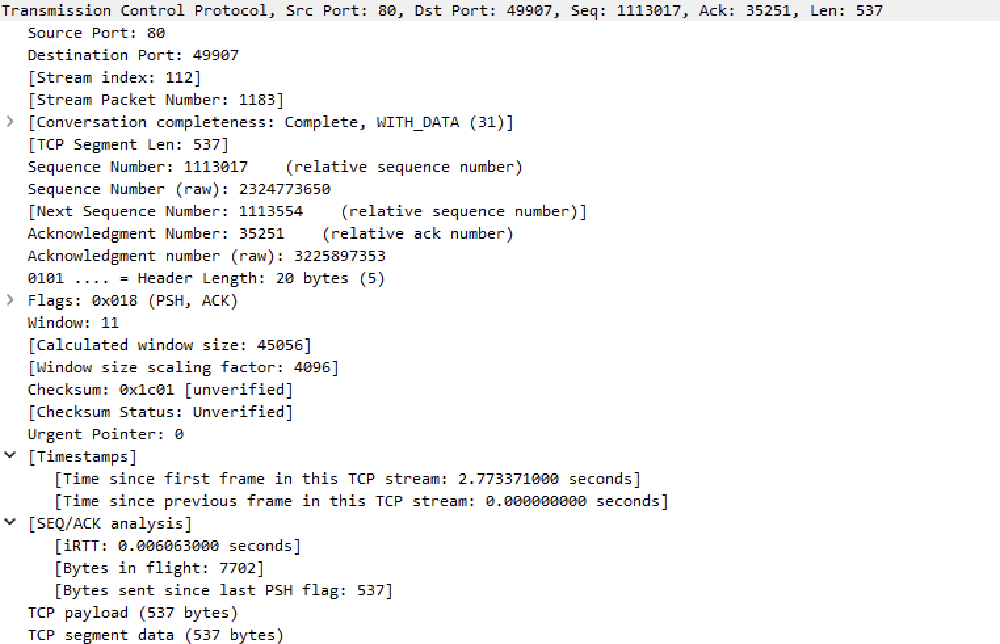 Transmission Control Protocol, Src Port: 80, Dst Port: 49907, Seq: 1113017, Ack: 35251, Len: 537
Source Port: 80
Destination Port: 49907
[Stream index: 112]
[Stream Packet Number: 1183]
[Conversation completeness: Complete, WITH_DATA (31)]
[TCP Segment Len: 537]
Sequence Number: 1113017    (relative sequence number)
Sequence Number (raw): 2324773650
[Next Sequence Number: 1113554    (relative sequence number)]
Acknowledgment Number: 35251    (relative ack number)
Acknowledgment number (raw): 3225897353
0101 .... = Header Length: 20 bytes (5)
Flags: 0x018 (PSH, ACK)
Window: 11
[Calculated window size: 45056]
[Window size scaling factor: 4096]
Checksum: 0x1c01 [unverified]
[Checksum Status: Unverified]
Urgent Pointer: 0
[Timestamps]
[Time since first frame in this TCP stream: 2.773371000 seconds]
[Time since previous frame in this TCP stream: 0.000000000 seconds]
[SEQ/ACK analysis]
[iRTT: 0.006063000 seconds]
[Bytes in flight: 7702]
[Bytes sent since last PSH flag: 537]
TCP payload (537 bytes)
TCP segment data (537 bytes)